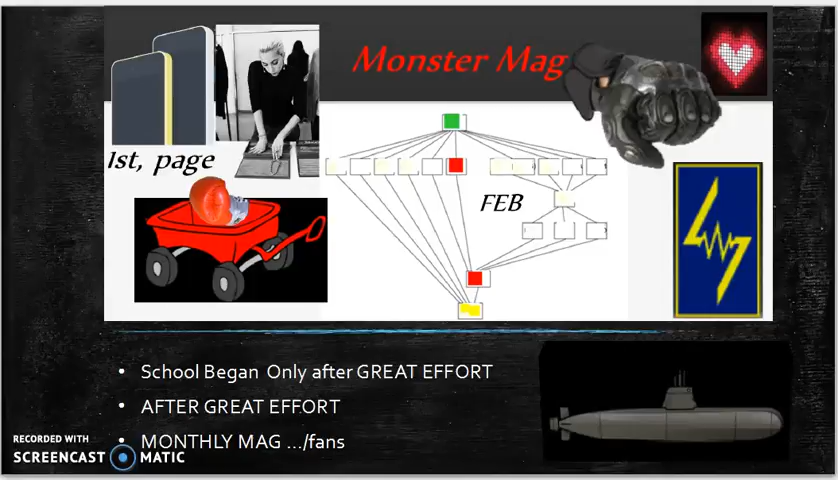 Monster Mag
1st, page
FEB
• School Began Only after GREAT EFFORT
• AFTER GREAT EFFORT
• MONTHLY MAG .../fans
RECORDED WITH
SCREENCAST MATIC